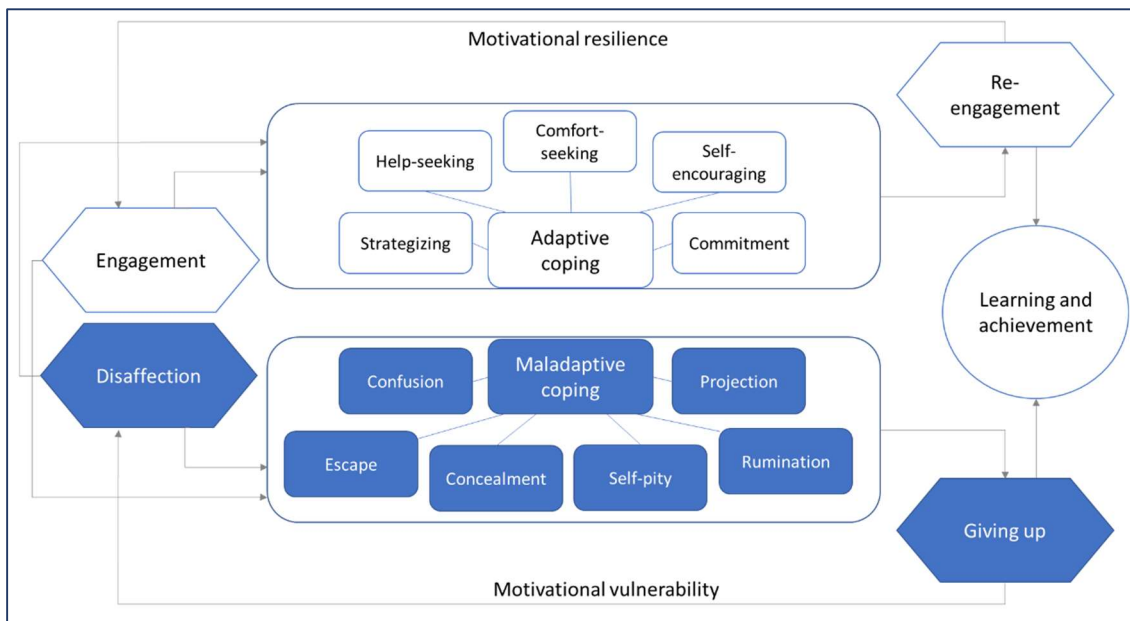 Motivational resilience
Re-
engagement
Comfort-
seeking
Help-seeking
Self-
encouraging
Strategizing
Adaptive
coping
Commitment
Engagement
Learning and
achievement
Disaffection
Confusion
Maladaptive
coping
Projection
Escape
Concealment
Self-pity
Rumination
Giving up
Motivational vulnerability